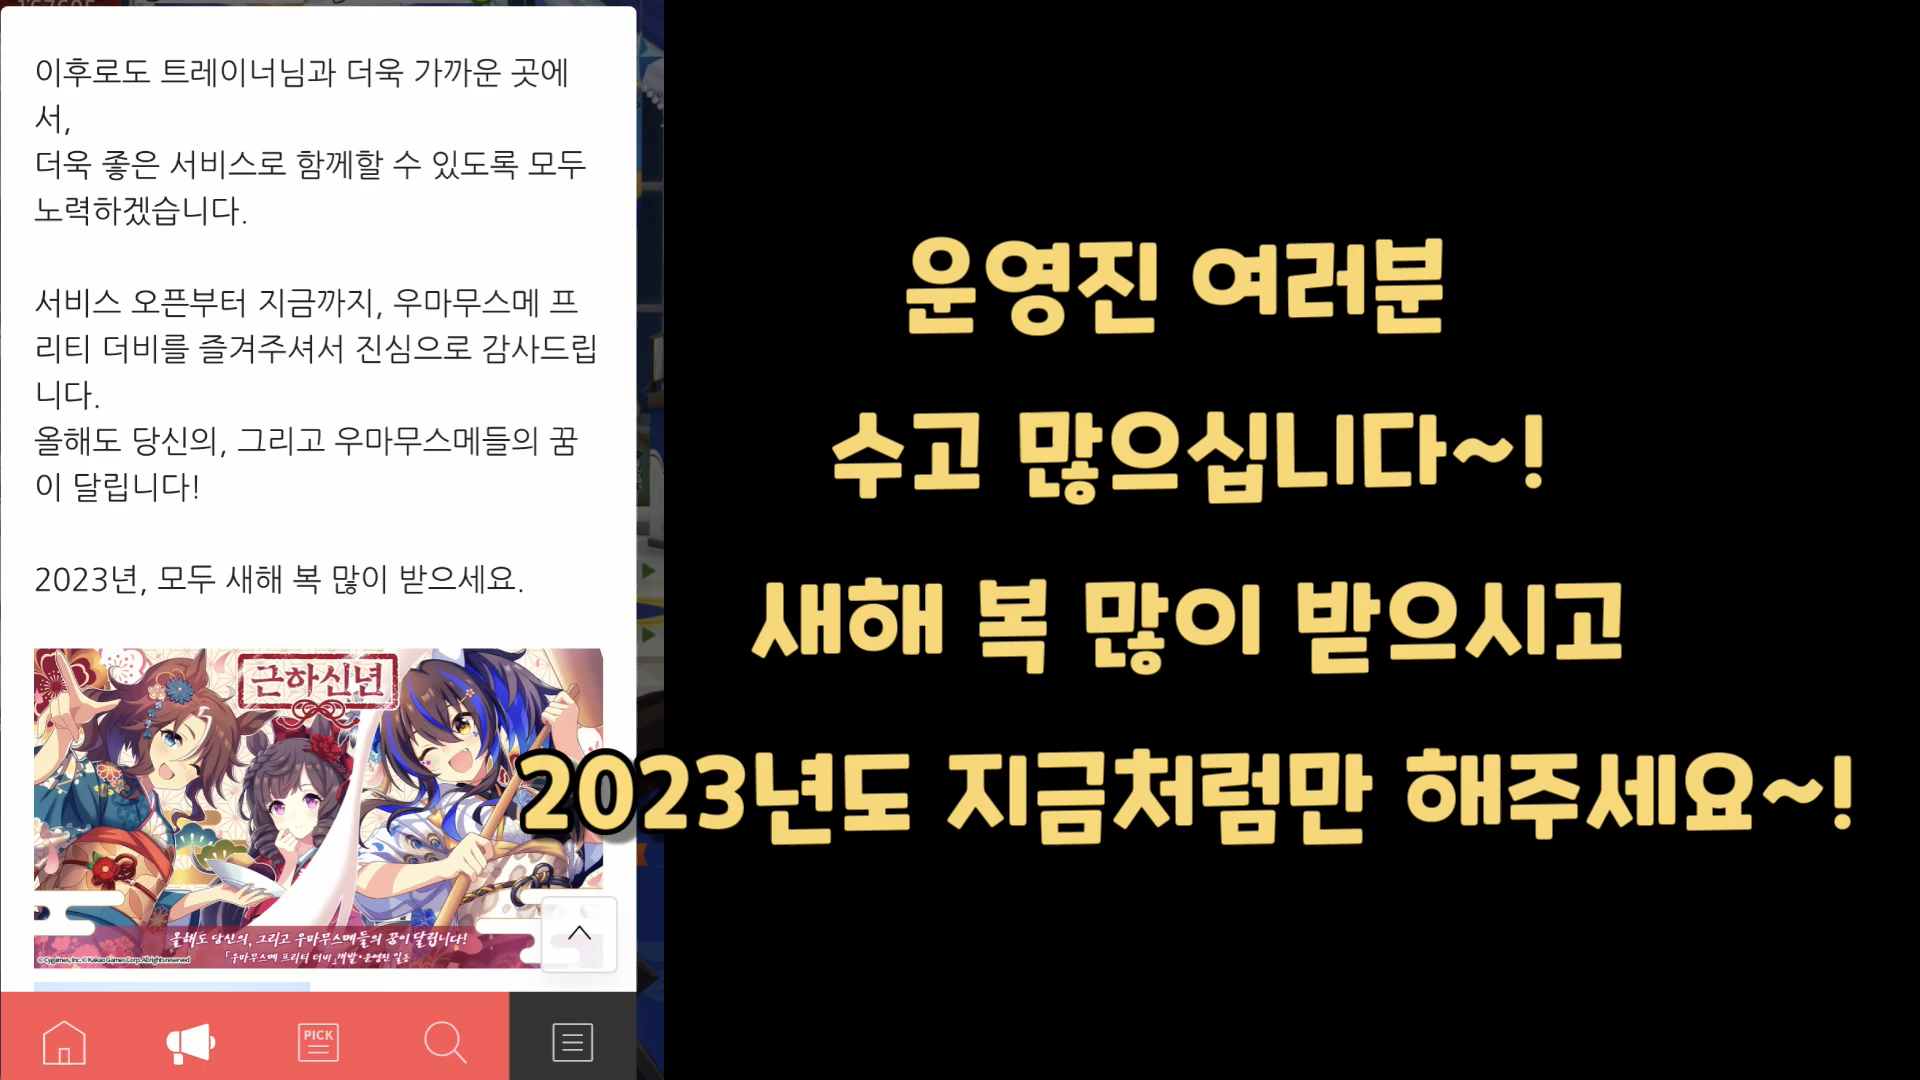 이후로도 트레이너님과 더욱 가까운 곳에
서,
더욱 좋은 서비스로 함께할 수 있도록 모두
노력하겠습니다.
서비스 오픈부터 지금까지, 우마무스메 프
리티 더비를 즐겨주셔서 진심으로 감사드립
니다.
올해도 당신의, 그리고 우마무스메들의 꿈
이 달립니다!
2023년, 모두 새해 복 많이 받으세요.
근하신년
올해도 당신의, 그리고 우마무스메들의 꿈이 달립니다!
「우마무스메 프리티 더비」개발·운영진 일동
© Cygames, Inc. © Kakao Games Corp. All rights reserved
PICK
운영진 여러분
수고 많으십니다~!
새해 복 많이 받으시고
2023년도 지금처럼만 해주세요~!